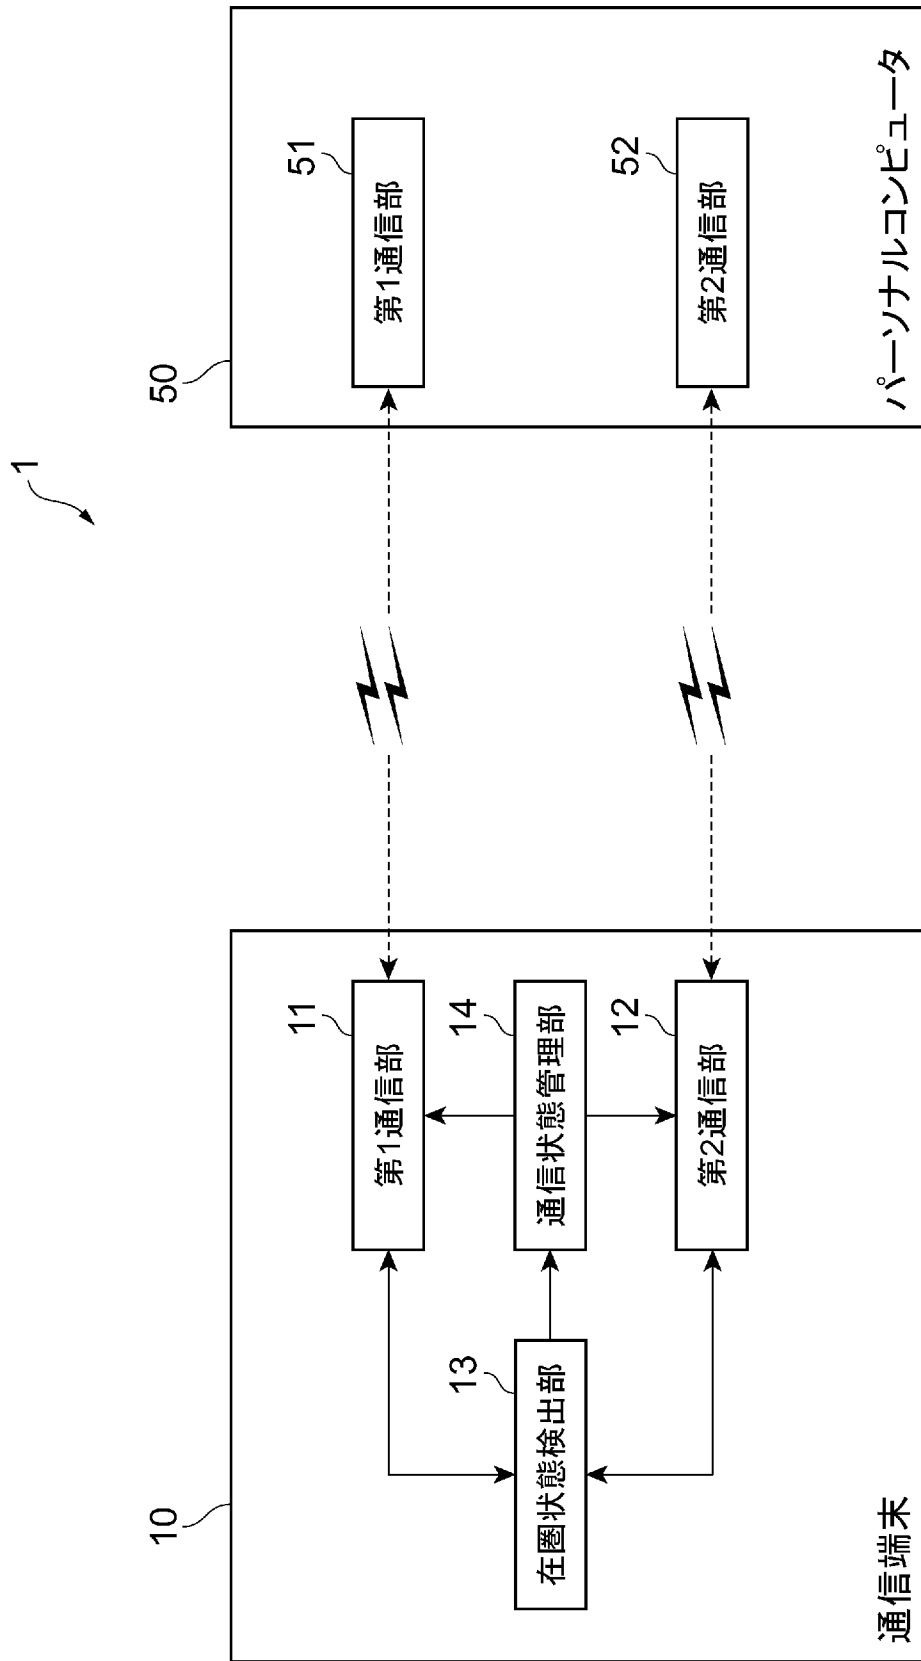 1
10
通信端末
11
第1通信部
12
第2通信部
13
在圏状態検出部
14
通信状態管理部
50
パーソナルコンピュータ
51
第1通信部
52
第2通信部